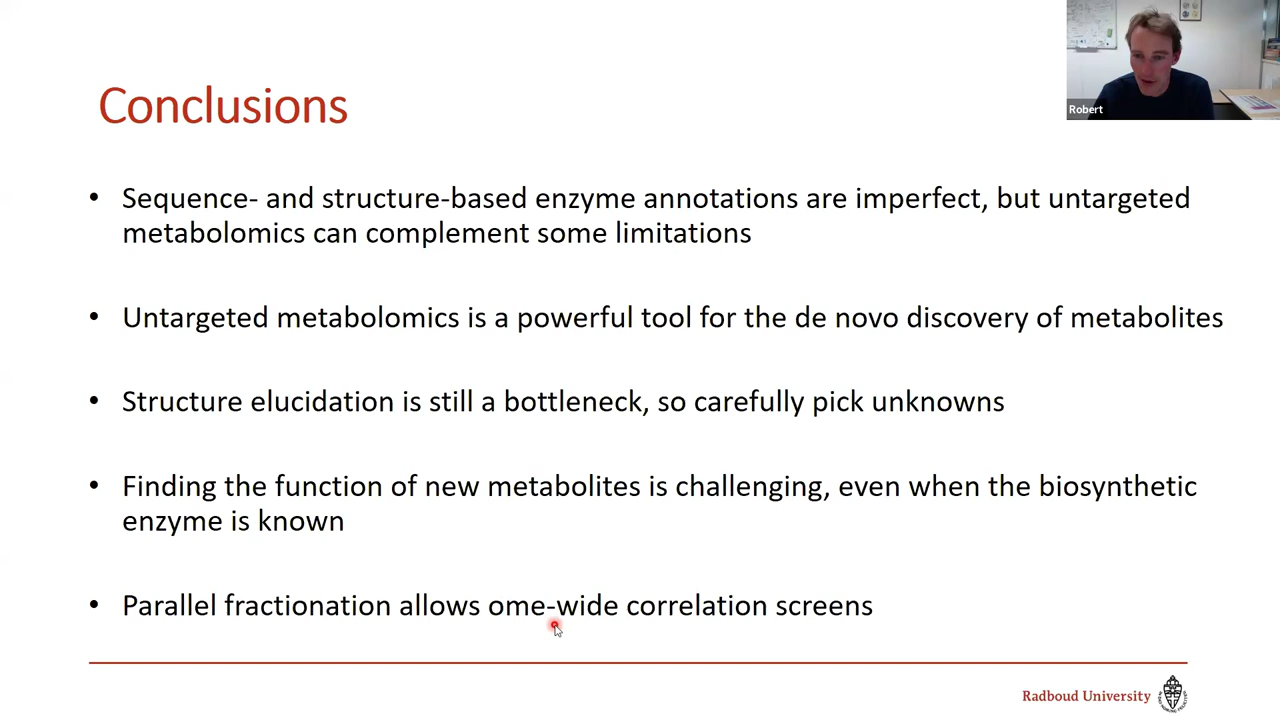 Robert
Conclusions
• Sequence- and structure-based enzyme annotations are imperfect, but untargeted
metabolomics can complement some limitations
• Untargeted metabolomics is a powerful tool for the de novo discovery of metabolites
• Structure elucidation is still a bottleneck, so carefully pick unknowns
• Finding the function of new metabolites is challenging, even when the biosynthetic
enzyme is known
• Parallel fractionation allows ome-wide correlation screens
Radboud University